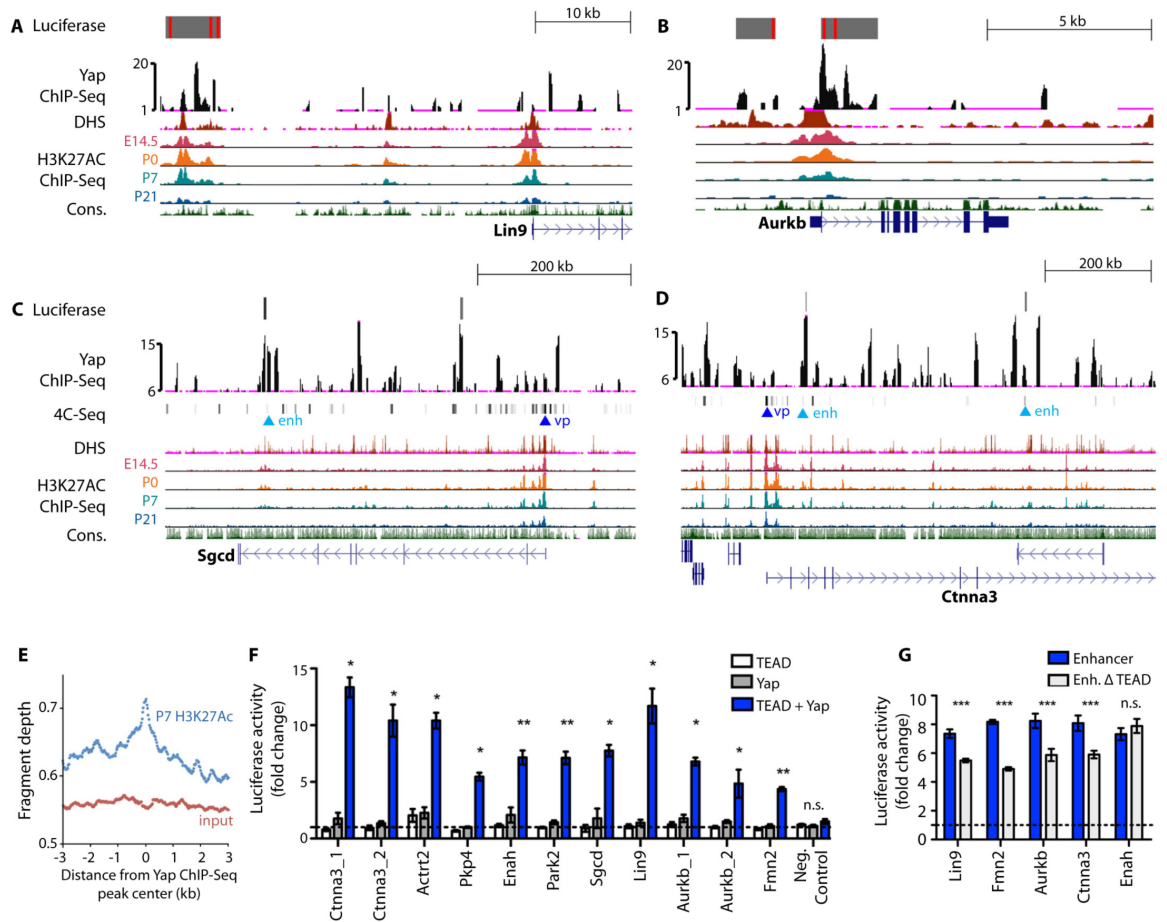 A
Luciferase
10 kb
Yap
ChIP-Seq
20
1
DHS
E14.5
P0
H3K27AC
ChIP-Seq
P7
P21
Cons.
Lin9
B
5 kb
20
1
Aurkb
C
Luciferase
200 kb
Yap
ChIP-Seq
15
6
4C-Seq
enh
vp
DHS
E14.5
P0
H3K27AC
ChIP-Seq
P7
P21
Cons.
Sgcd
D
200 kb
15
6
vp
enh
enh
Ctnna3
E
Fragment depth
0.7
0.6
0.5
P7 H3K27Ac
input
-3 -2 -1 0 1 2 3
Distance from Yap ChIP-Seq
peak center (kb)
F
Luciferase activity
(fold change)
15
10
5
0
* * * * ** ** * * * * ** n.s.
TEAD
Yap
TEAD + Yap
Ctnna3_1
Ctnna3_2
Actrt2
Pkp4
Enah
Park2
Sgcd
Lin9
Aurkb_1
Aurkb_2
Fmn2
Neg.
Control
G
Enhancer
Enh. Δ TEAD
Luciferase activity
(fold change)
10
8
6
4
2
0
*** *** *** *** n.s.
Lin9
Fmn2
Aurkb
Ctnna3
Enah